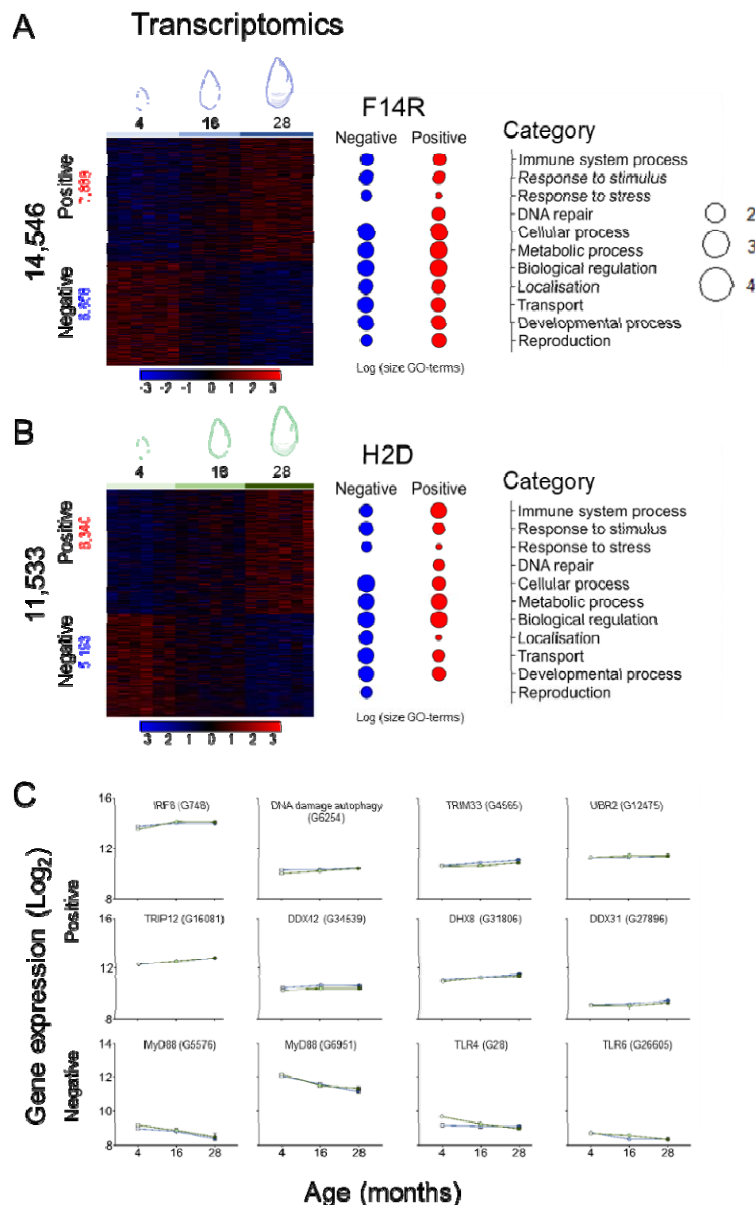 A Transcriptomics
4 16 28
F14R
Negative Positive Category
14,546
Positive
Negative
Immune system process
Response to stimulus
Response to stress
DNA repair
Cellular process
Metabolic process
Biological regulation
Localisation
Transport
Developmental process
Reproduction
2
3
4
Log (size GO-terms)
-3 -2 -1 0 1 2 3
B
4 16 28
H2D
Negative Positive Category
11,533
Positive
Negative
Immune system process
Response to stimulus
Response to stress
DNA repair
Cellular process
Metabolic process
Biological regulation
Localisation
Transport
Developmental process
Reproduction
Log (size GO-terms)
-3 -2 -1 0 1 2 3
C
Gene expression (Log2)
Positive
Negative
16
12
8
(G748)
DNA damage autophagy
(G6254)
TRIM33 (G4565)
UBR2 (G12475)
16
12
8
TRIP12 (G16081)
DDX42 (G34539)
DHX8 (G31806)
DDX31 (G27896)
14
12
10
8
MyD88 (G5576)
MyD88 (G6951)
TLR4 (G28)
TLR6 (G26605)
4 16 28 4 16 28 4 16 28 4 16 28
Age (months)